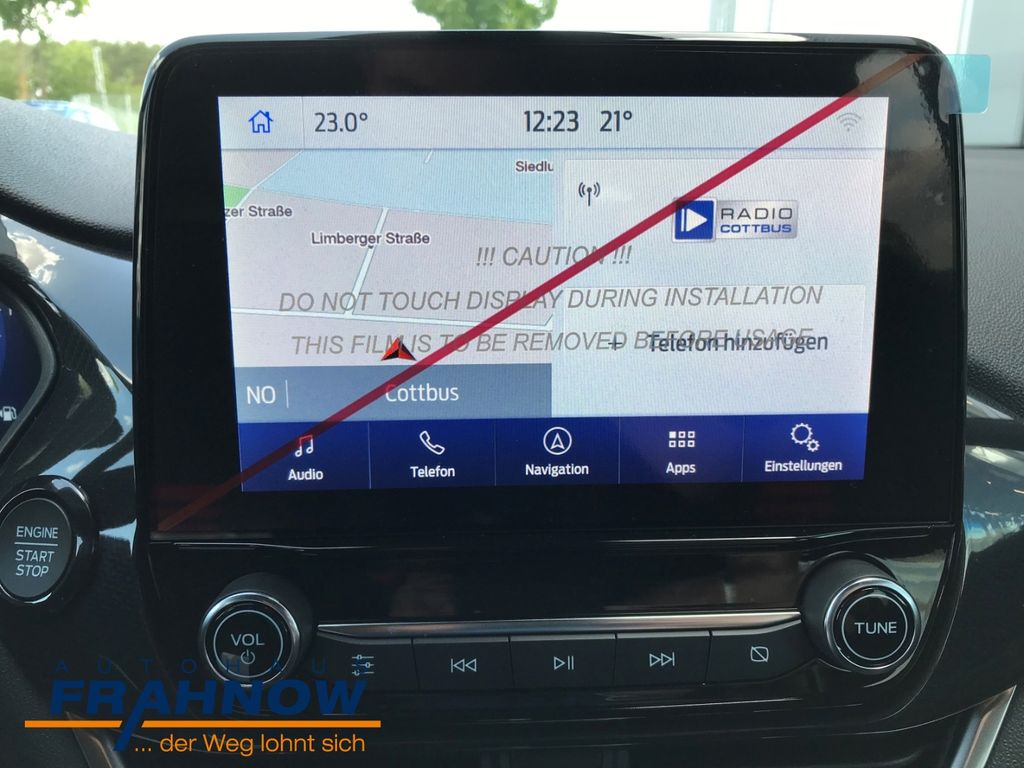 23.0° 12:23 21°
Siedlu
zer Straße
Limberger Straße
RADIO
COTTBUS
!!! CAUTION !!!
DO NOT TOUCH DISPLAY DURING INSTALLATION
THIS FILM IS TO BE REMOVED BEFORE USAGE
+ Telefon hinzufügen
NO Cottbus
Audio Telefon Navigation Apps Einstellungen
ENGINE
START
STOP
VOL
TUNE
AUTOHAUS
FRAHNOW
... der Weg lohnt sich